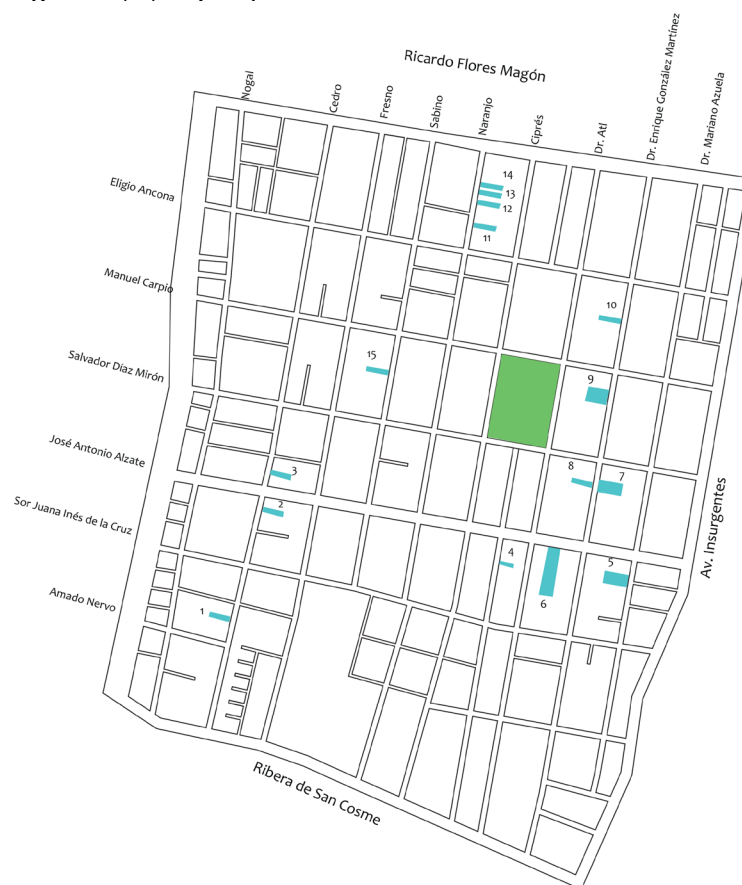 Ricardo Flores Magón
Nogal
Cedro
Fresno
Sabino
Naranjo
Ciprés
Dr. Atl
Dr. Enrique González Martínez
Dr. Mariano Azuela
Eligio Ancona
Manuel Carpio
Salvador Díaz Mirón
José Antonio Alzate
Sor Juana Inés de la Cruz
Amado Nervo
14
13
12
11
10
15
9
8
7
3
2
4
5
6
1
Av. Insurgentes
Ribera de San Cosme